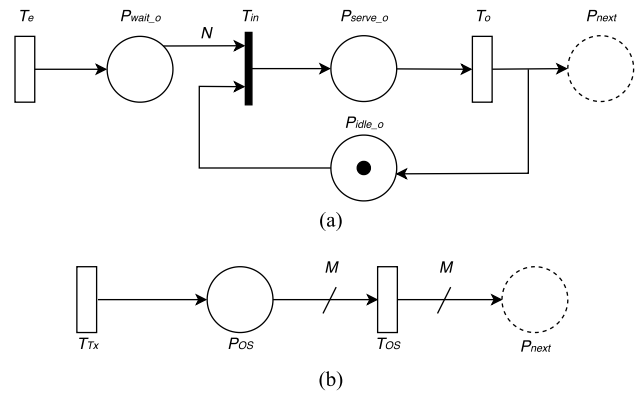 Te Pwait_o N Tin Pserve_o To Pnext
Pidle_o
(a)
M M
TTx POS TOS Pnext
(b)